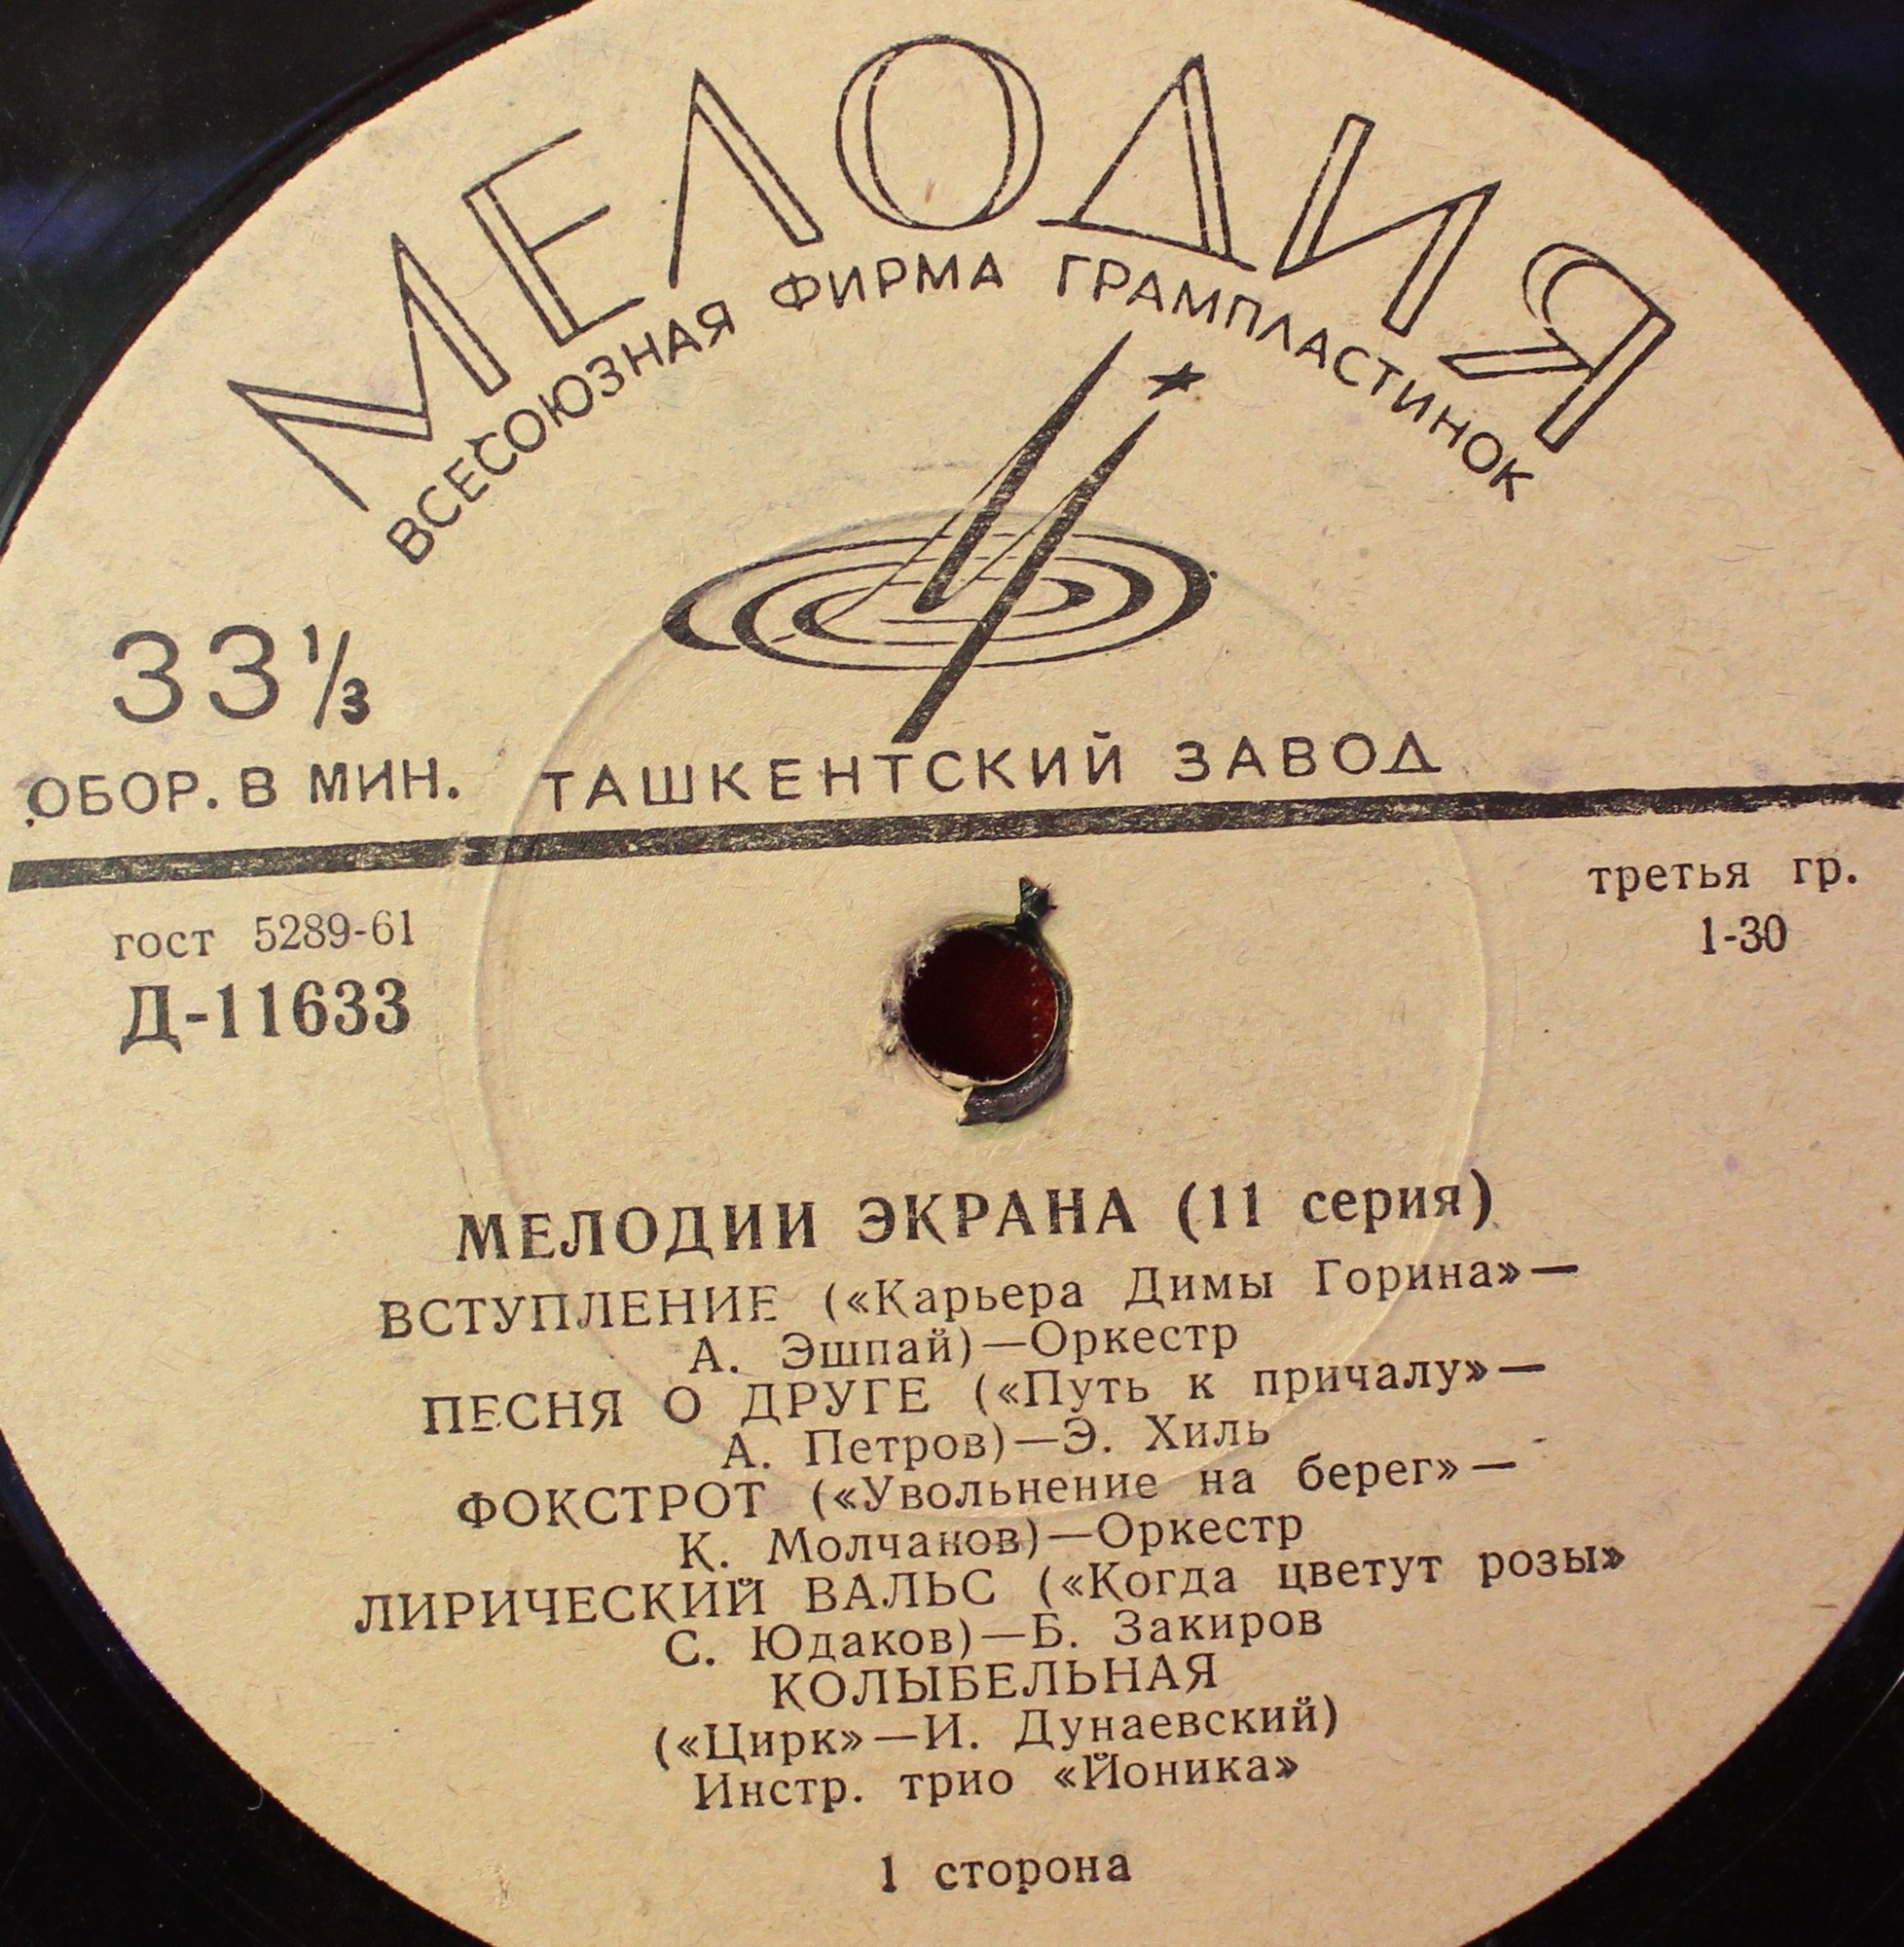 МЕЛОДИЯ
ВСЕСОЮЗНАЯ ФИРМА ГРАМПЛАСТИНОК
33 1/3
ОБОР. В МИН.
ТАШКЕНТСКИЙ ЗАВОД
третья гр.
гост 5289-61
1-30
Д-11633
МЕЛОДИИ ЭКРАНА (11 серия)
ВСТУПЛЕНИЕ («Карьера Димы Горина»—
А. Эшпай)—Оркестр
ПЕСНЯ О ДРУГЕ («Путь к причалу»—
А. Петров)—Э. Хиль
ФОКСТРОТ («Увольнение на берег»—
К. Молчанов)—Оркестр
ЛИРИЧЕСКИЙ ВАЛЬС («Когда цветут розы»
С. Юдаков)—Б. Закиров
КОЛЫБЕЛЬНАЯ
(«Цирк»—И. Дунаевский)
Инстр. трио «Йоника»
1 сторона